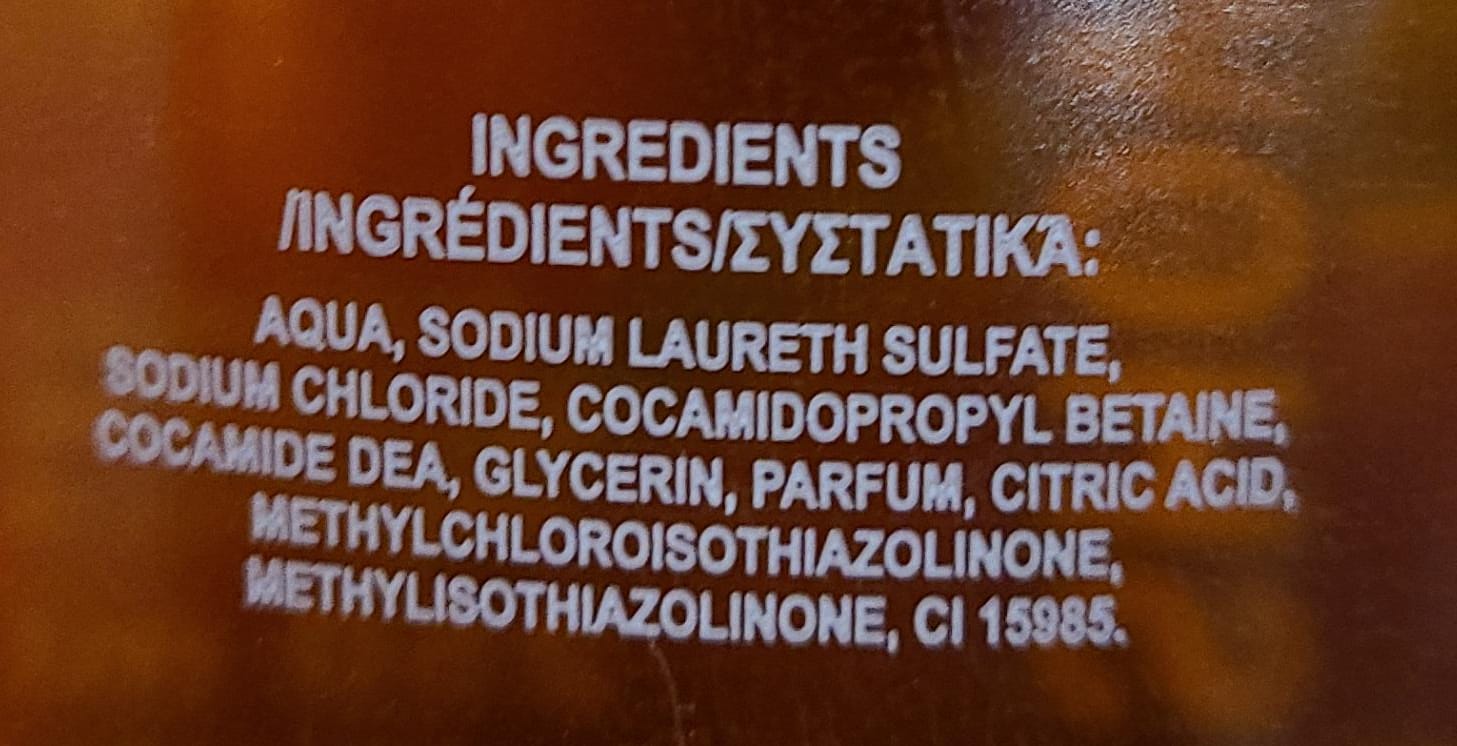 INGREDIENTS
/INGRÉDIENTS/ΣΥΣΤΑΤΙΚΆ:
AQUA, SODIUM LAURETH SULFATE,
SODIUM CHLORIDE, COCAMIDOPROPYL BETAINE,
COCAMIDE DEA, GLYCERIN, PARFUM, CITRIC ACID,
METHYLCHLOROISOTHIAZOLINONE,
METHYLISOTHIAZOLINONE, CI 15985.